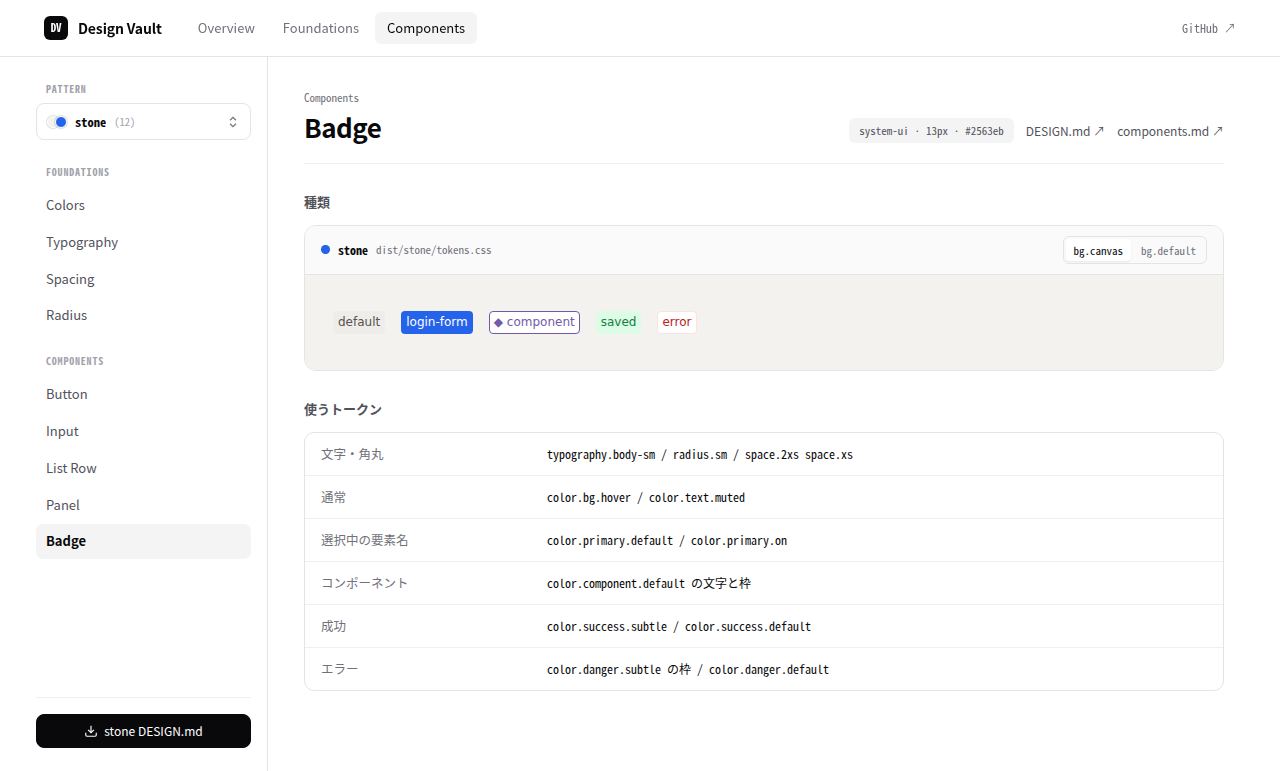 DV Design Vault Overview Foundations Components GitHub ↗
PATTERN
stone (12)
FOUNDATIONS
Colors
Typography
Spacing
Radius
COMPONENTS
Button
Input
List Row
Panel
Badge
stone DESIGN.md
Components
Badge
system-ui · 13px · #2563eb DESIGN.md ↗ components.md ↗
種類
stone dist/stone/tokens.css bg.canvas bg.default
default login-form ◆ component saved error
使うトークン
文字・角丸 typography.body-sm / radius.sm / space.2xs space.xs
通常 color.bg.hover / color.text.muted
選択中の要素名 color.primary.default / color.primary.on
コンポーネント color.component.default の文字と枠
成功 color.success.subtle / color.success.default
エラー color.danger.subtle の枠 / color.danger.default